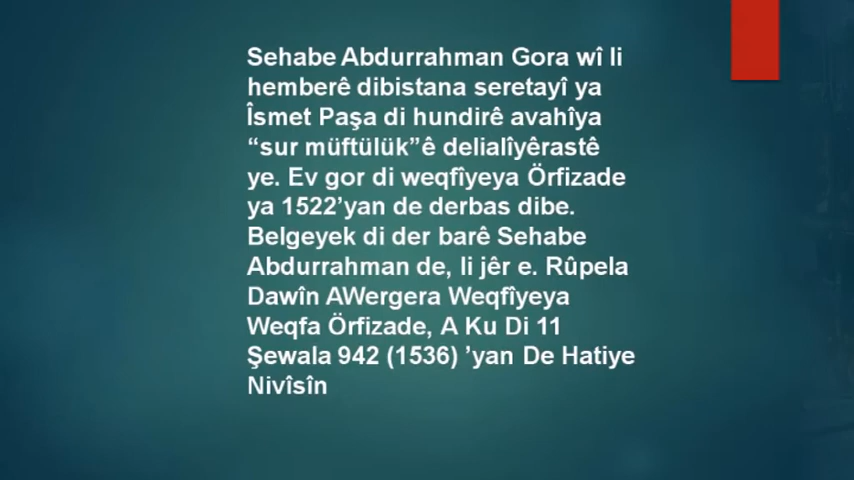 Sehabe Abdurrahman Gora wî li
hemberê dibistana seretayî ya
Îsmet Paşa di hundirê avahîya
“sur müftülük”ê delialîyêrastê
ye. Ev gor di weqfîyeya Örfizade
ya 1522’yan de derbas dibe.
Belgeyek di der barê Sehabe
Abdurrahman de, li jêr e. Rûpela
Dawîn AWergera Weqfîyeya
Weqfa Örfizade, A Ku Di 11
Şewala 942 (1536) ’yan De Hatiye
Nivîsîn